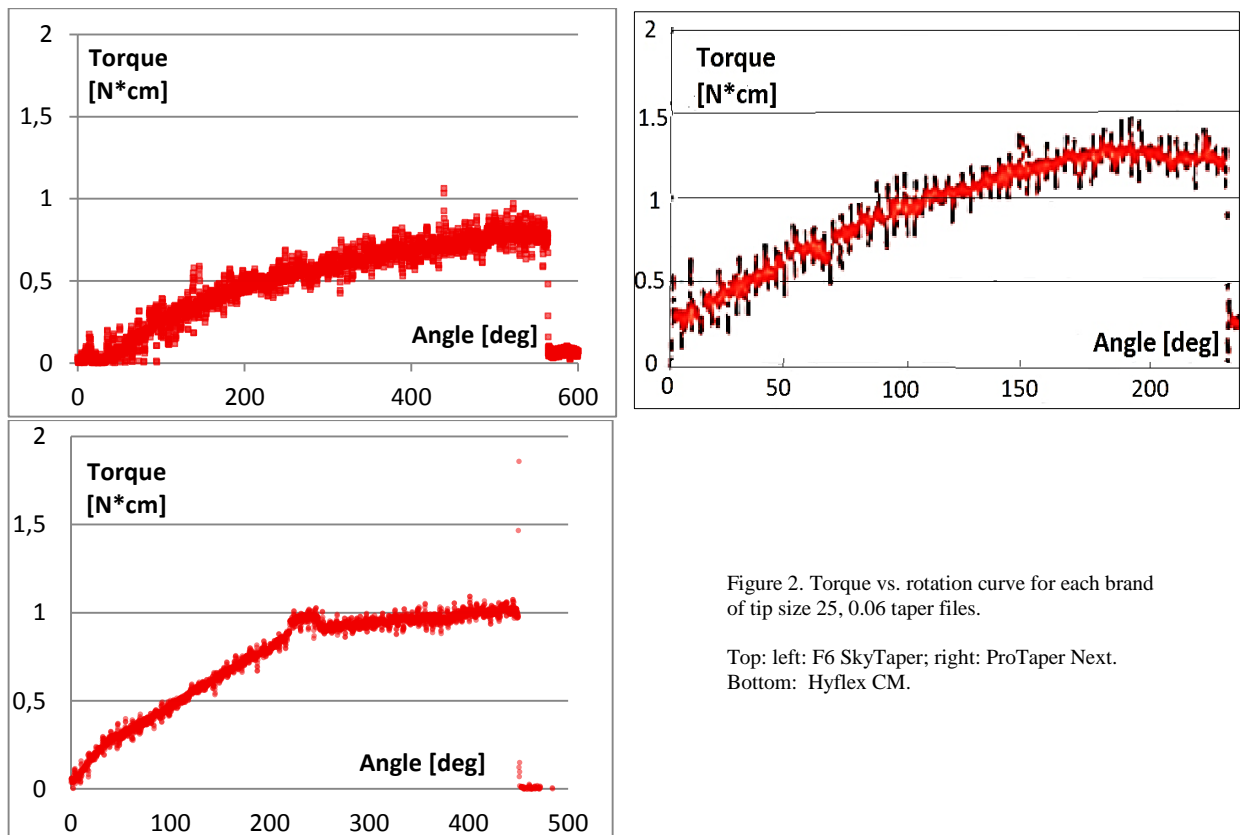 2
Torque
[N*cm]
1,5
1
0,5
Angle [deg]
0
0 200 400 600
2
Torque
[N*cm]
1.5
1
0.5
Angle [deg]
0
0 50 100 150 200
2
Torque
[N*cm]
1,5
1
0,5
Angle [deg]
0
0 100 200 300 400 500
Figure 2. Torque vs. rotation curve for each brand
of tip size 25, 0.06 taper files.
Top: left: F6 SkyTaper; right: ProTaper Next.
Bottom: Hyflex CM.